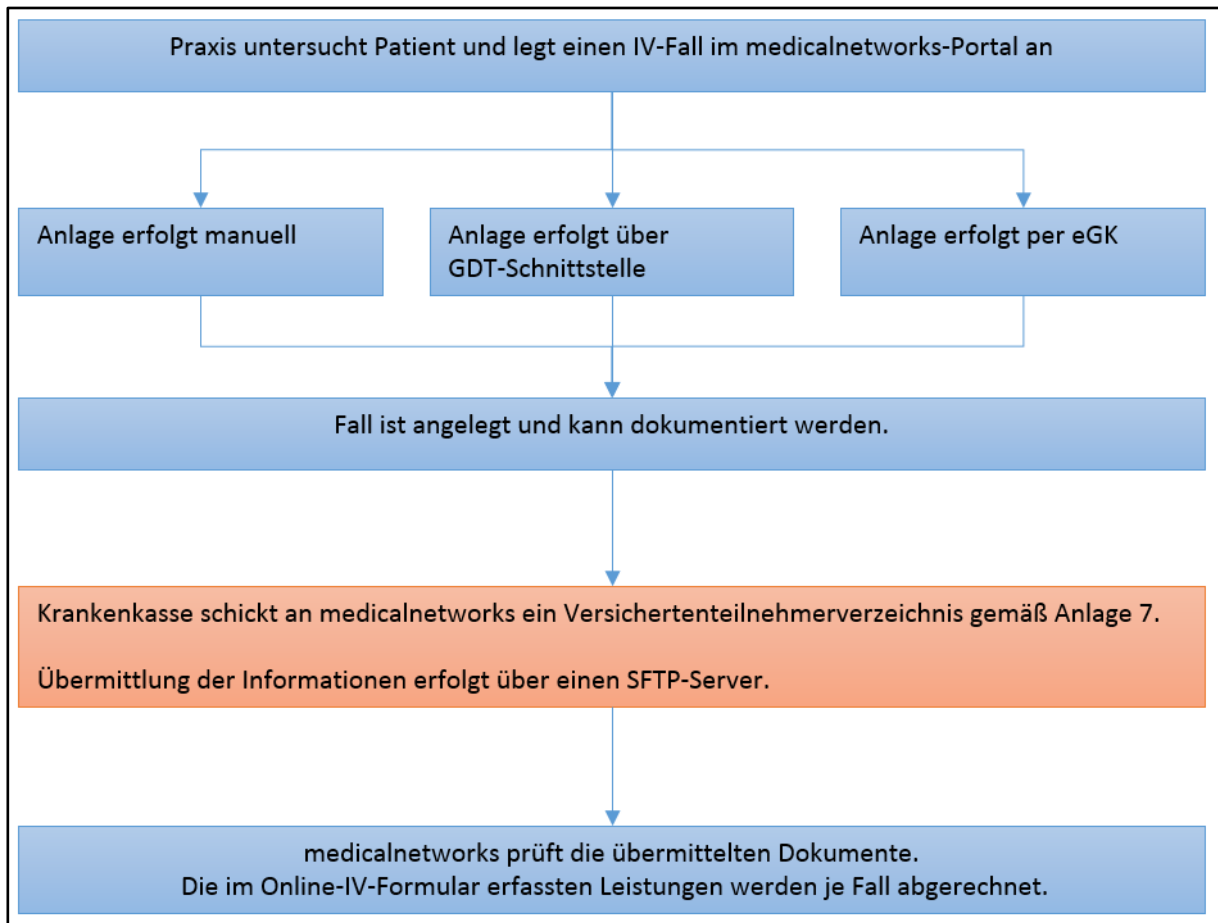 Praxis untersucht Patient und legt einen IV-Fall im medicalnetworks-Portal an
Anlage erfolgt manuell
Anlage erfolgt über
GDT-Schnittstelle
Anlage erfolgt per eGK
Fall ist angelegt und kann dokumentiert werden.
Krankenkasse schickt an medicalnetworks ein Versichertenteilnehmerverzeichnis gemäß Anlage 7.
Übermittlung der Informationen erfolgt über einen SFTP-Server.
medicalnetworks prüft die übermittelten Dokumente.
Die im Online-IV-Formular erfassten Leistungen werden je Fall abgerechnet.